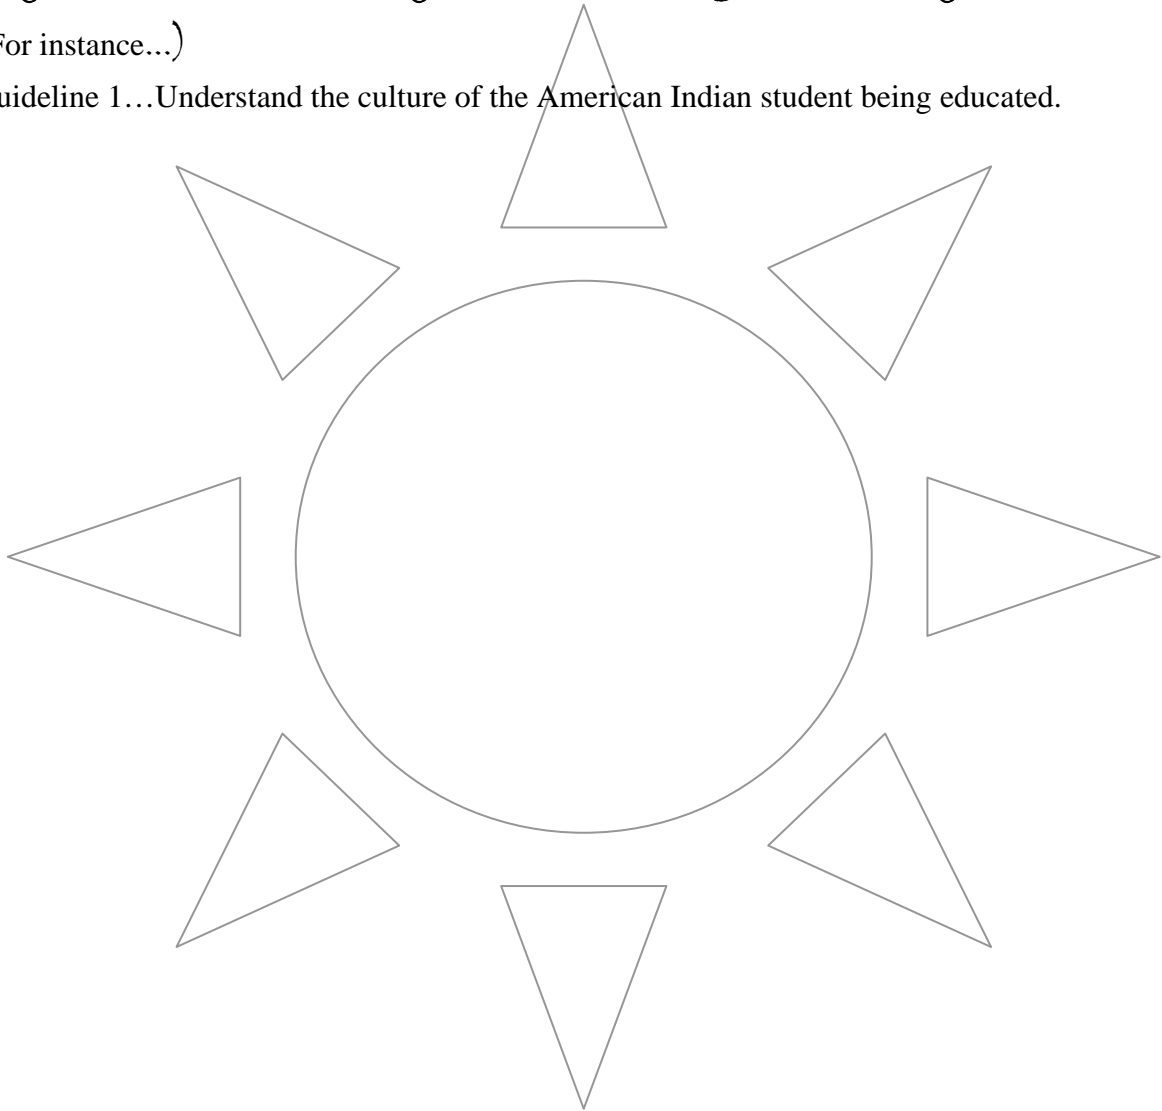 For instance...)
uideline 1…Understand the culture of the American Indian student being educated.